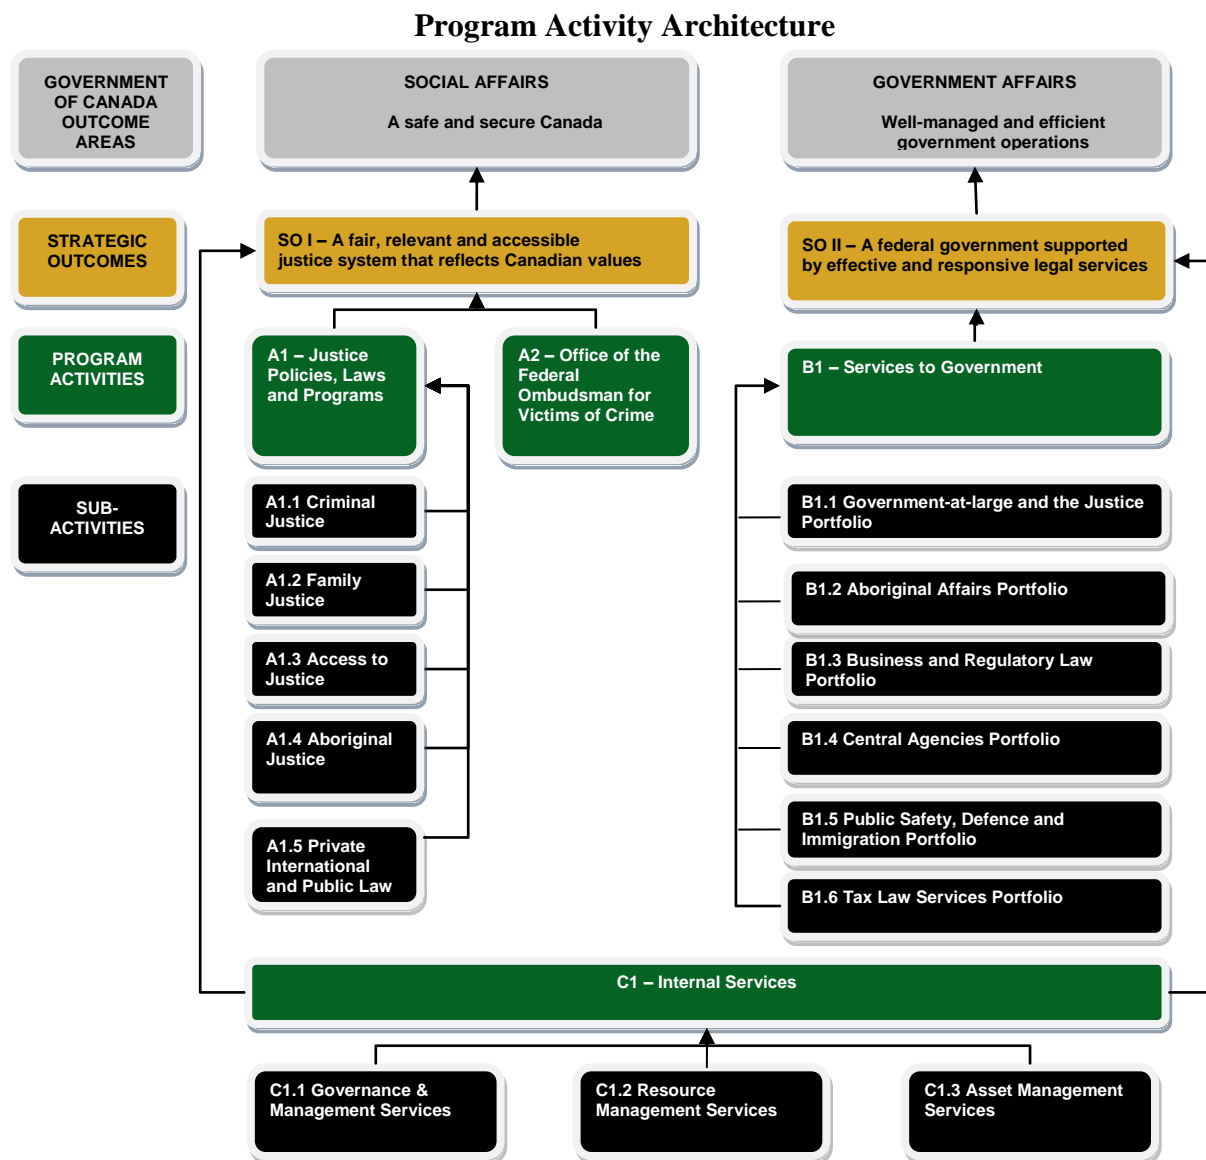 Program Activity Architecture
GOVERNMENT
OF CANADA
OUTCOME
AREAS
SOCIAL AFFAIRS
A safe and secure Canada
GOVERNMENT AFFAIRS
Well-managed and efficient
government operations
STRATEGIC
OUTCOMES
SO I – A fair, relevant and accessible
justice system that reflects Canadian values
SO II – A federal government supported
by effective and responsive legal services
PROGRAM
ACTIVITIES
A1 – Justice
Policies, Laws
and Programs
A2 – Office of the
Federal
Ombudsman for
Victims of Crime
B1 – Services to Government
SUB-
ACTIVITIES
A1.1 Criminal
Justice
A1.2 Family
Justice
A1.3 Access to
Justice
A1.4 Aboriginal
Justice
A1.5 Private
International
and Public Law
B1.1 Government-at-large and the Justice
Portfolio
B1.2 Aboriginal Affairs Portfolio
B1.3 Business and Regulatory Law
Portfolio
B1.4 Central Agencies Portfolio
B1.5 Public Safety, Defence and
Immigration Portfolio
B1.6 Tax Law Services Portfolio
C1 – Internal Services
C1.1 Governance &
Management Services
C1.2 Resource
Management Services
C1.3 Asset Management
Services